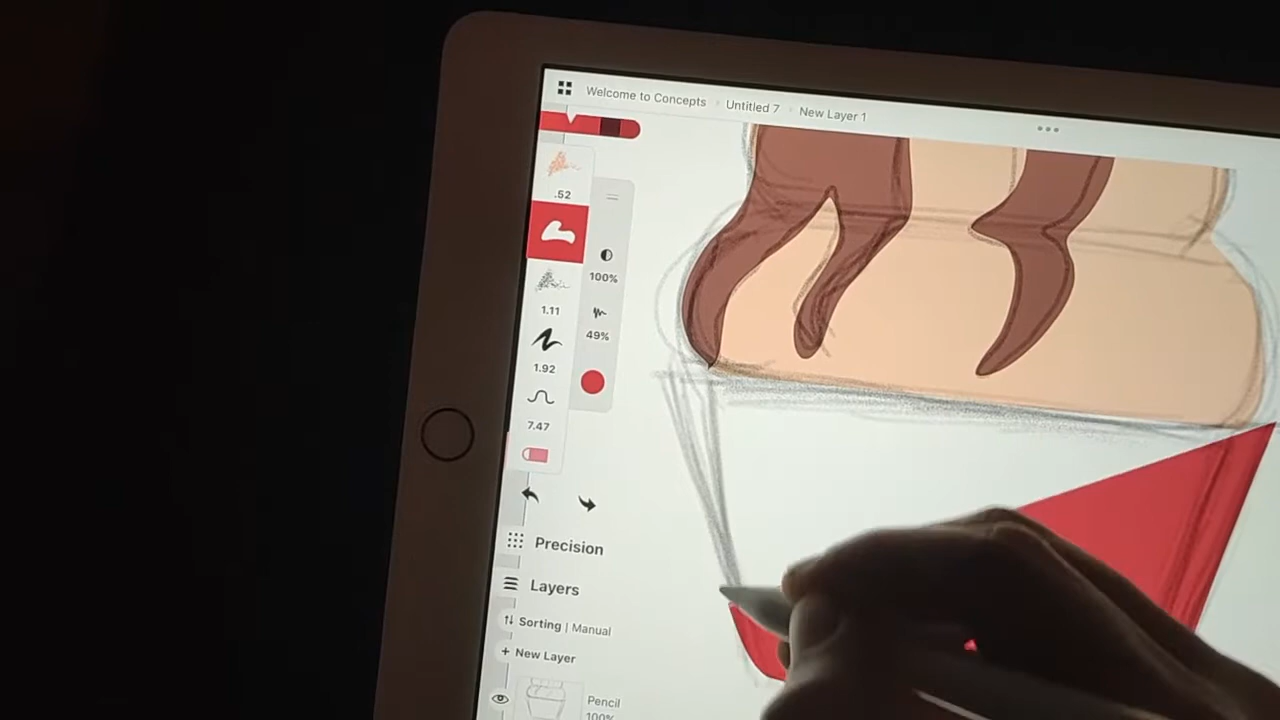 Welcome to Concepts › Untitled 7 › New Layer 1
.52
100%
1.11
49%
1.92
7.47
Precision
Layers
Sorting | Manual
+ New Layer
Pencil
100%